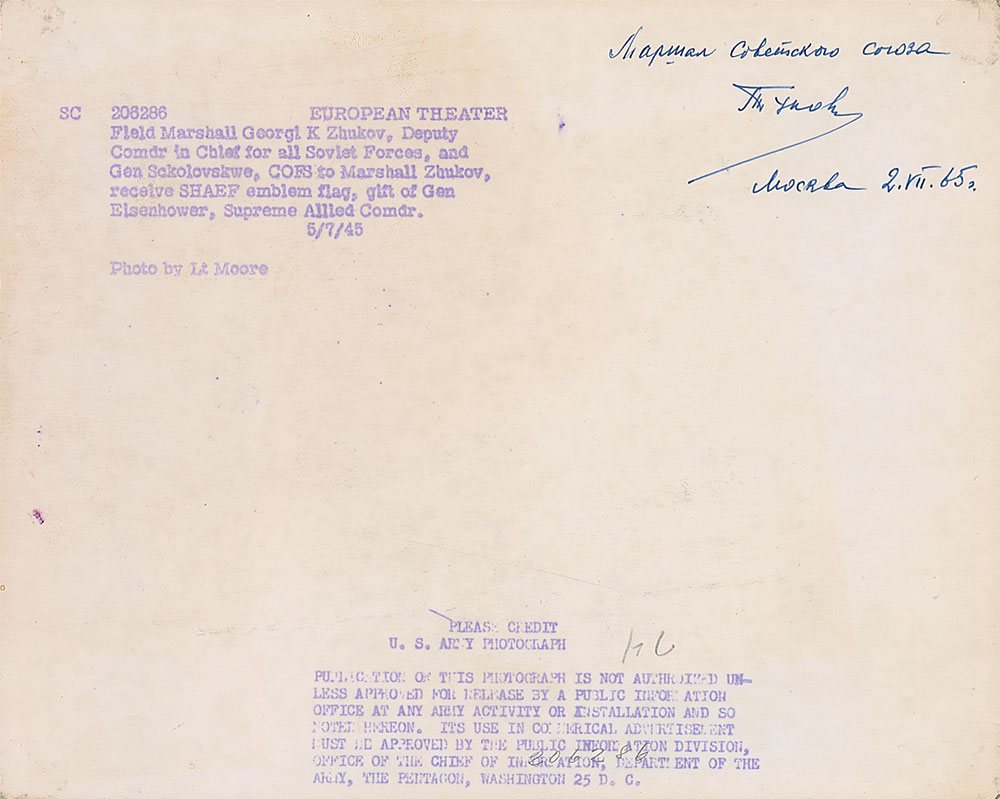 Маршал Советского союза
Г Жуков
Москва 2.VII.65г.
SC 206286 EUROPEAN THEATER
Field Marshall Georgi K Zhukov, Deputy
Comdr in Chief for all Soviet Forces, and
Gen Sckolovskwe, COFS to Marshall Zhukov,
receive SHAEF emblem flag, gift of Gen
Eisenhower, Supreme Allied Comdr.
5/7/45
Photo by Lt Moore
PLEASE CREDIT
U. S. ARMY PHOTOGRAPH
PUBLICATION OF THIS PHOTOGRAPH IS NOT AUTHROIZED UN-
LESS APPROVED FOR RELEASE BY A PUBLIC INFORMATION
OFFICE AT ANY ARMY ACTIVITY OR INSTALLATION AND SO
NOTED HEREON. ITS USE IN COMMERICAL ADVERTISEMENT
MUST BE APPROVED BY THE PUBLIC INFORMATION DIVISION,
206286
OFFICE OF THE CHIEF OF INFORMATION, DEPARTMENT OF THE
ARMY, THE PENTAGON, WASHINGTON 25 D. C.